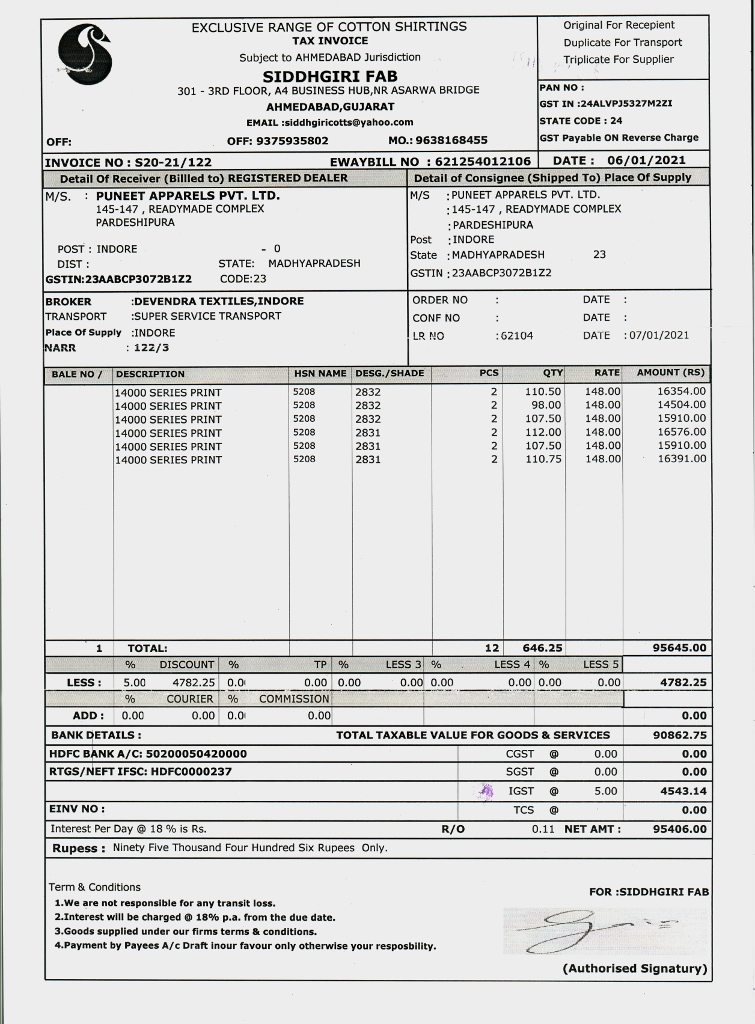 EXCLUSIVE RANGE OF COTTON SHIRTINGS
TAX INVOICE
Subject to AHMEDABAD Jurisdiction
SIDDHGIRI FAB
301 - 3RD FLOOR, A4 BUSINESS HUB,NR ASARWA BRIDGE
AHMEDABAD,GUJARAT
EMAIL :siddhgiricotts@yahoo.com
OFF: OFF: 9375935802 MO.: 9638168455
Original For Recepient
Duplicate For Transport
Triplicate For Supplier
PAN NO :
GST IN :24ALVPJ5327M2ZI
STATE CODE : 24
GST Payable ON Reverse Charge
INVOICE NO : S20-21/122 EWAYBILL NO : 621254012106 DATE : 06/01/2021
Detail Of Receiver (Billled to) REGISTERED DEALER
M/S. : PUNEET APPARELS PVT. LTD.
145-147 , READYMADE COMPLEX
PARDESHIPURA
POST : INDORE - 0
DIST : STATE: MADHYAPRADESH
GSTIN:23AABCP3072B1Z2 CODE:23
Detail of Consignee (Shipped To) Place Of Supply
M/S : PUNEET APPARELS PVT. LTD.
: 145-147 , READYMADE COMPLEX
: PARDESHIPURA
Post : INDORE
State : MADHYAPRADESH 23
GSTIN : 23AABCP3072B1Z2
BROKER :DEVENDRA TEXTILES,INDORE
TRANSPORT :SUPER SERVICE TRANSPORT
Place Of Supply :INDORE
NARR : 122/3
ORDER NO : DATE :
CONF NO : DATE :
LR NO :62104 DATE :07/01/2021
BALE NO / DESCRIPTION HSN NAME DESG./SHADE PCS QTY RATE AMOUNT (RS)
14000 SERIES PRINT 5208 2832 2 110.50 148.00 16354.00
14000 SERIES PRINT 5208 2832 2 98.00 148.00 14504.00
14000 SERIES PRINT 5208 2832 2 107.50 148.00 15910.00
14000 SERIES PRINT 5208 2831 2 112.00 148.00 16576.00
14000 SERIES PRINT 5208 2831 2 107.50 148.00 15910.00
14000 SERIES PRINT 5208 2831 2 110.75 148.00 16391.00
1 TOTAL: 12 646.25 95645.00
% DISCOUNT % TP % LESS 3 % LESS 4 % LESS 5
LESS : 5.00 4782.25 0.0 0.00 0.00 0.00 0.00 0.00 0.00 0.00 4782.25
% COURIER % COMMISSION
ADD : 0.00 0.00 0.0 0.00 0.00
BANK DETAILS : TOTAL TAXABLE VALUE FOR GOODS & SERVICES 90862.75
HDFC BANK A/C: 50200050420000 CGST @ 0.00 0.00
RTGS/NEFT IFSC: HDFC0000237 SGST @ 0.00 0.00
IGST @ 5.00 4543.14
EINV NO : TCS @ 0.00
Interest Per Day @ 18 % is Rs. R/O 0.11 NET AMT : 95406.00
Rupess : Ninety Five Thousand Four Hundred Six Rupees Only.
Term & Conditions
1.We are not responsible for any transit loss.
2.Interest will be charged @ 18% p.a. from the due date.
3.Goods supplied under our firms terms & conditions.
4.Payment by Payees A/c Draft inour favour only otherwise your resposbility.
FOR :SIDDHGIRI FAB
(Authorised Signatury)